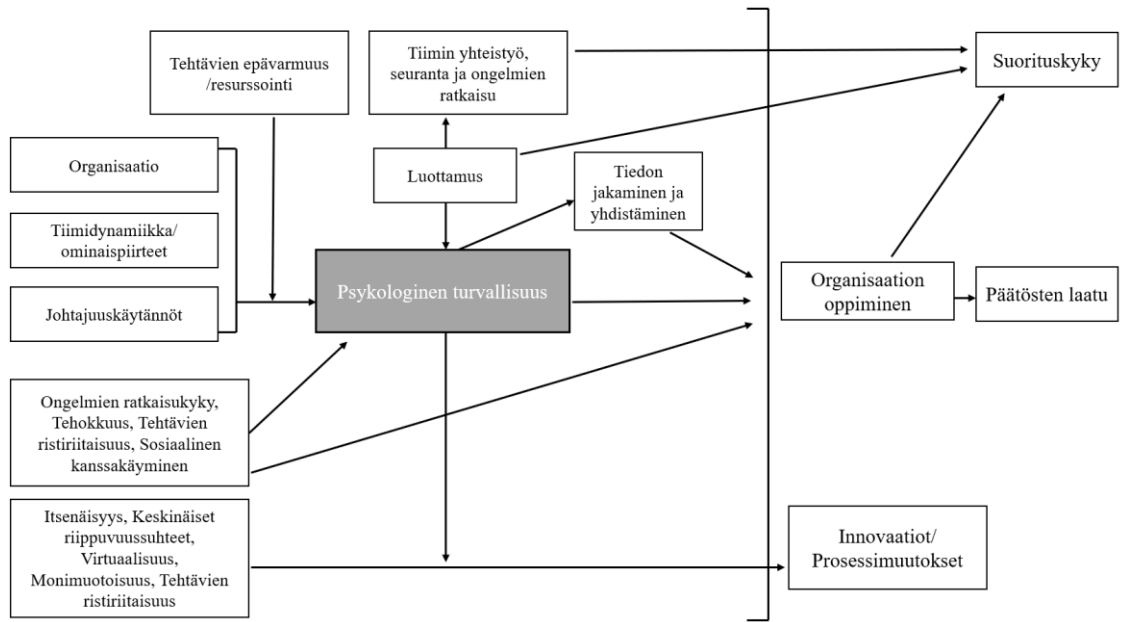 Tehtävien epävarmuus
/resurssointi
Tiimin yhteistyö,
seuranta ja ongelmien
ratkaisu
Suorituskyky
Organisaatio
Luottamus
Tiedon
jakaminen ja
yhdistäminen
Tiimidynamiikka/
ominaispiirteet
Psykologinen turvallisuus
Organisaation
oppiminen
Päätösten laatu
Johtajuuskäytännöt
Ongelmien ratkaisukyky,
Tehokkuus, Tehtävien
ristiriitaisuus, Sosiaalinen
kanssakäyminen
Itsenäisyys, Keskinäiset
riippuvuussuhteet,
Virtuaalisuus,
Monimuotoisuus, Tehtävien
ristiriitaisuus
Innovaatiot/
Prosessimuutokset